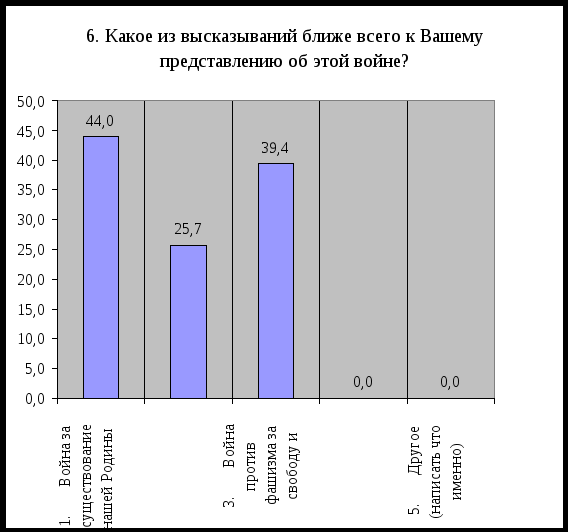 6. Какое из высказываний ближе всего к Вашему
представлению об этой войне?
50,0
45,0
40,0
35,0
30,0
25,0
20,0
15,0
10,0
5,0
0,0
44,0
25,7
39,4
0,0
0,0
1. Война за
существование
нашей Родины
3. Война
против
фашизма за
свободу и
5. Другое
(написать что
именно)